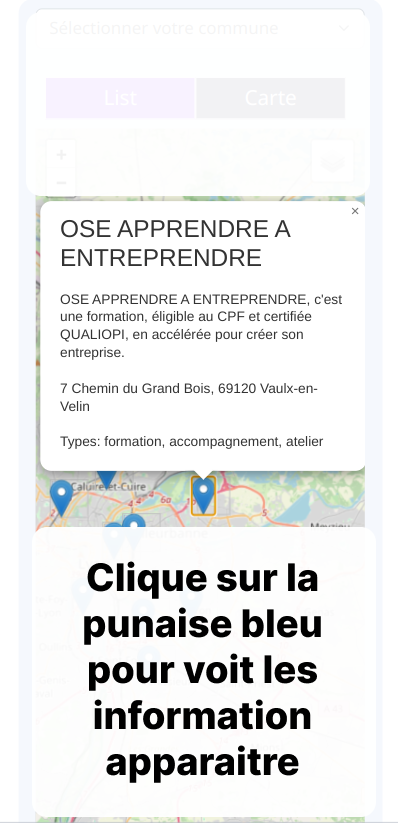 Sélectionner votre commune
List
Carte
+
−
×
OSE APPRENDRE A
ENTREPRENDRE
OSE APPRENDRE A ENTREPRENDRE, c'est
une formation, éligible au CPF et certifiée
QUALIOPI, en accélérée pour créer son
entreprise.
7 Chemin du Grand Bois, 69120 Vaulx-en-
Velin
Types: formation, accompagnement, atelier
Caluire-et-Cuire
Clique sur la
punaise bleu
pour voit les
information
apparaitre